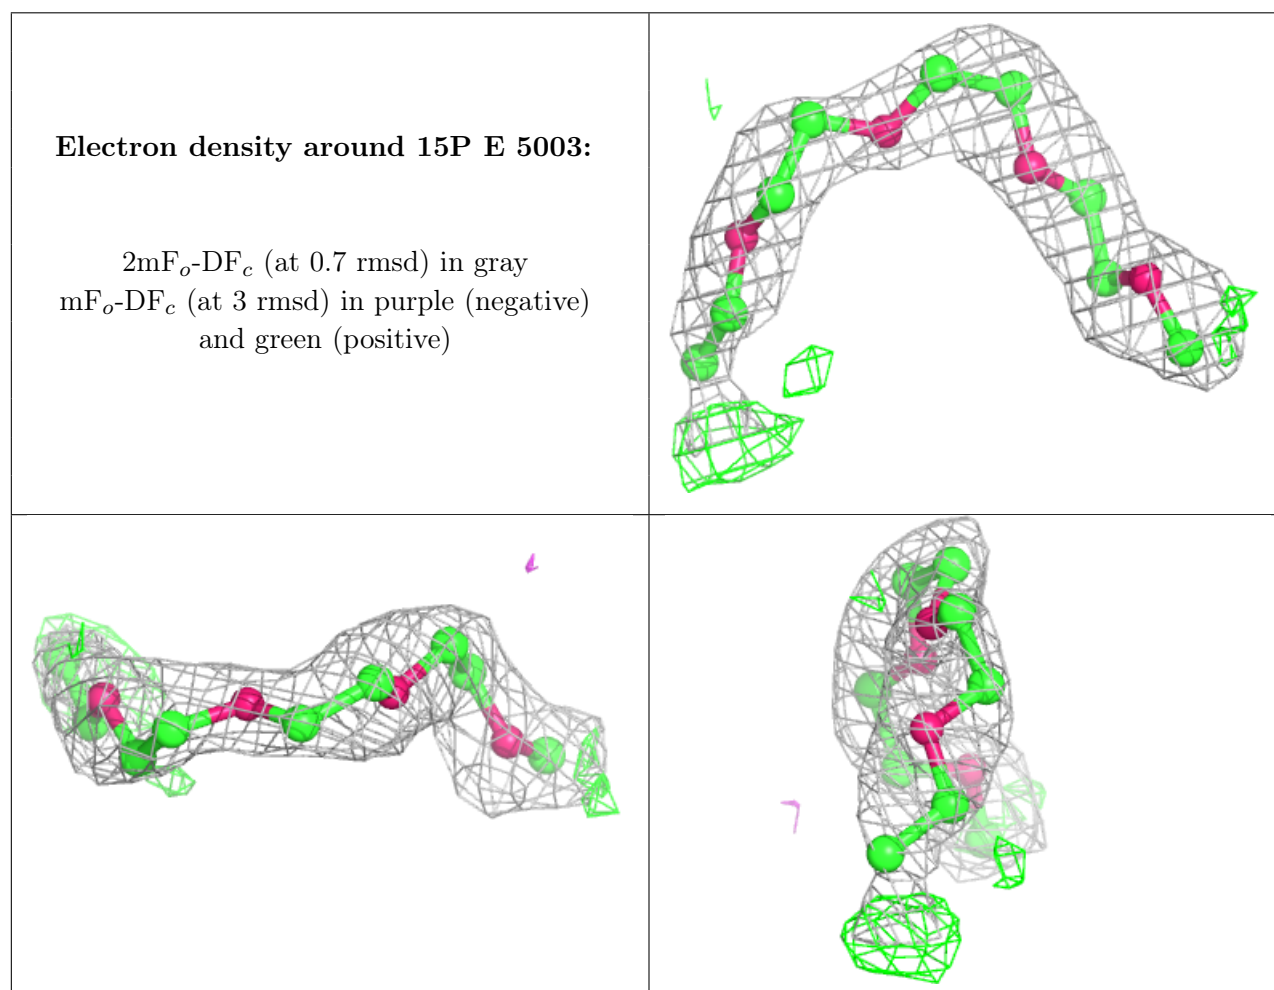 Electron density around 15P E 5003:
2mFo-DFc (at 0.7 rmsd) in gray
mFo-DFc (at 3 rmsd) in purple (negative)
and green (positive)